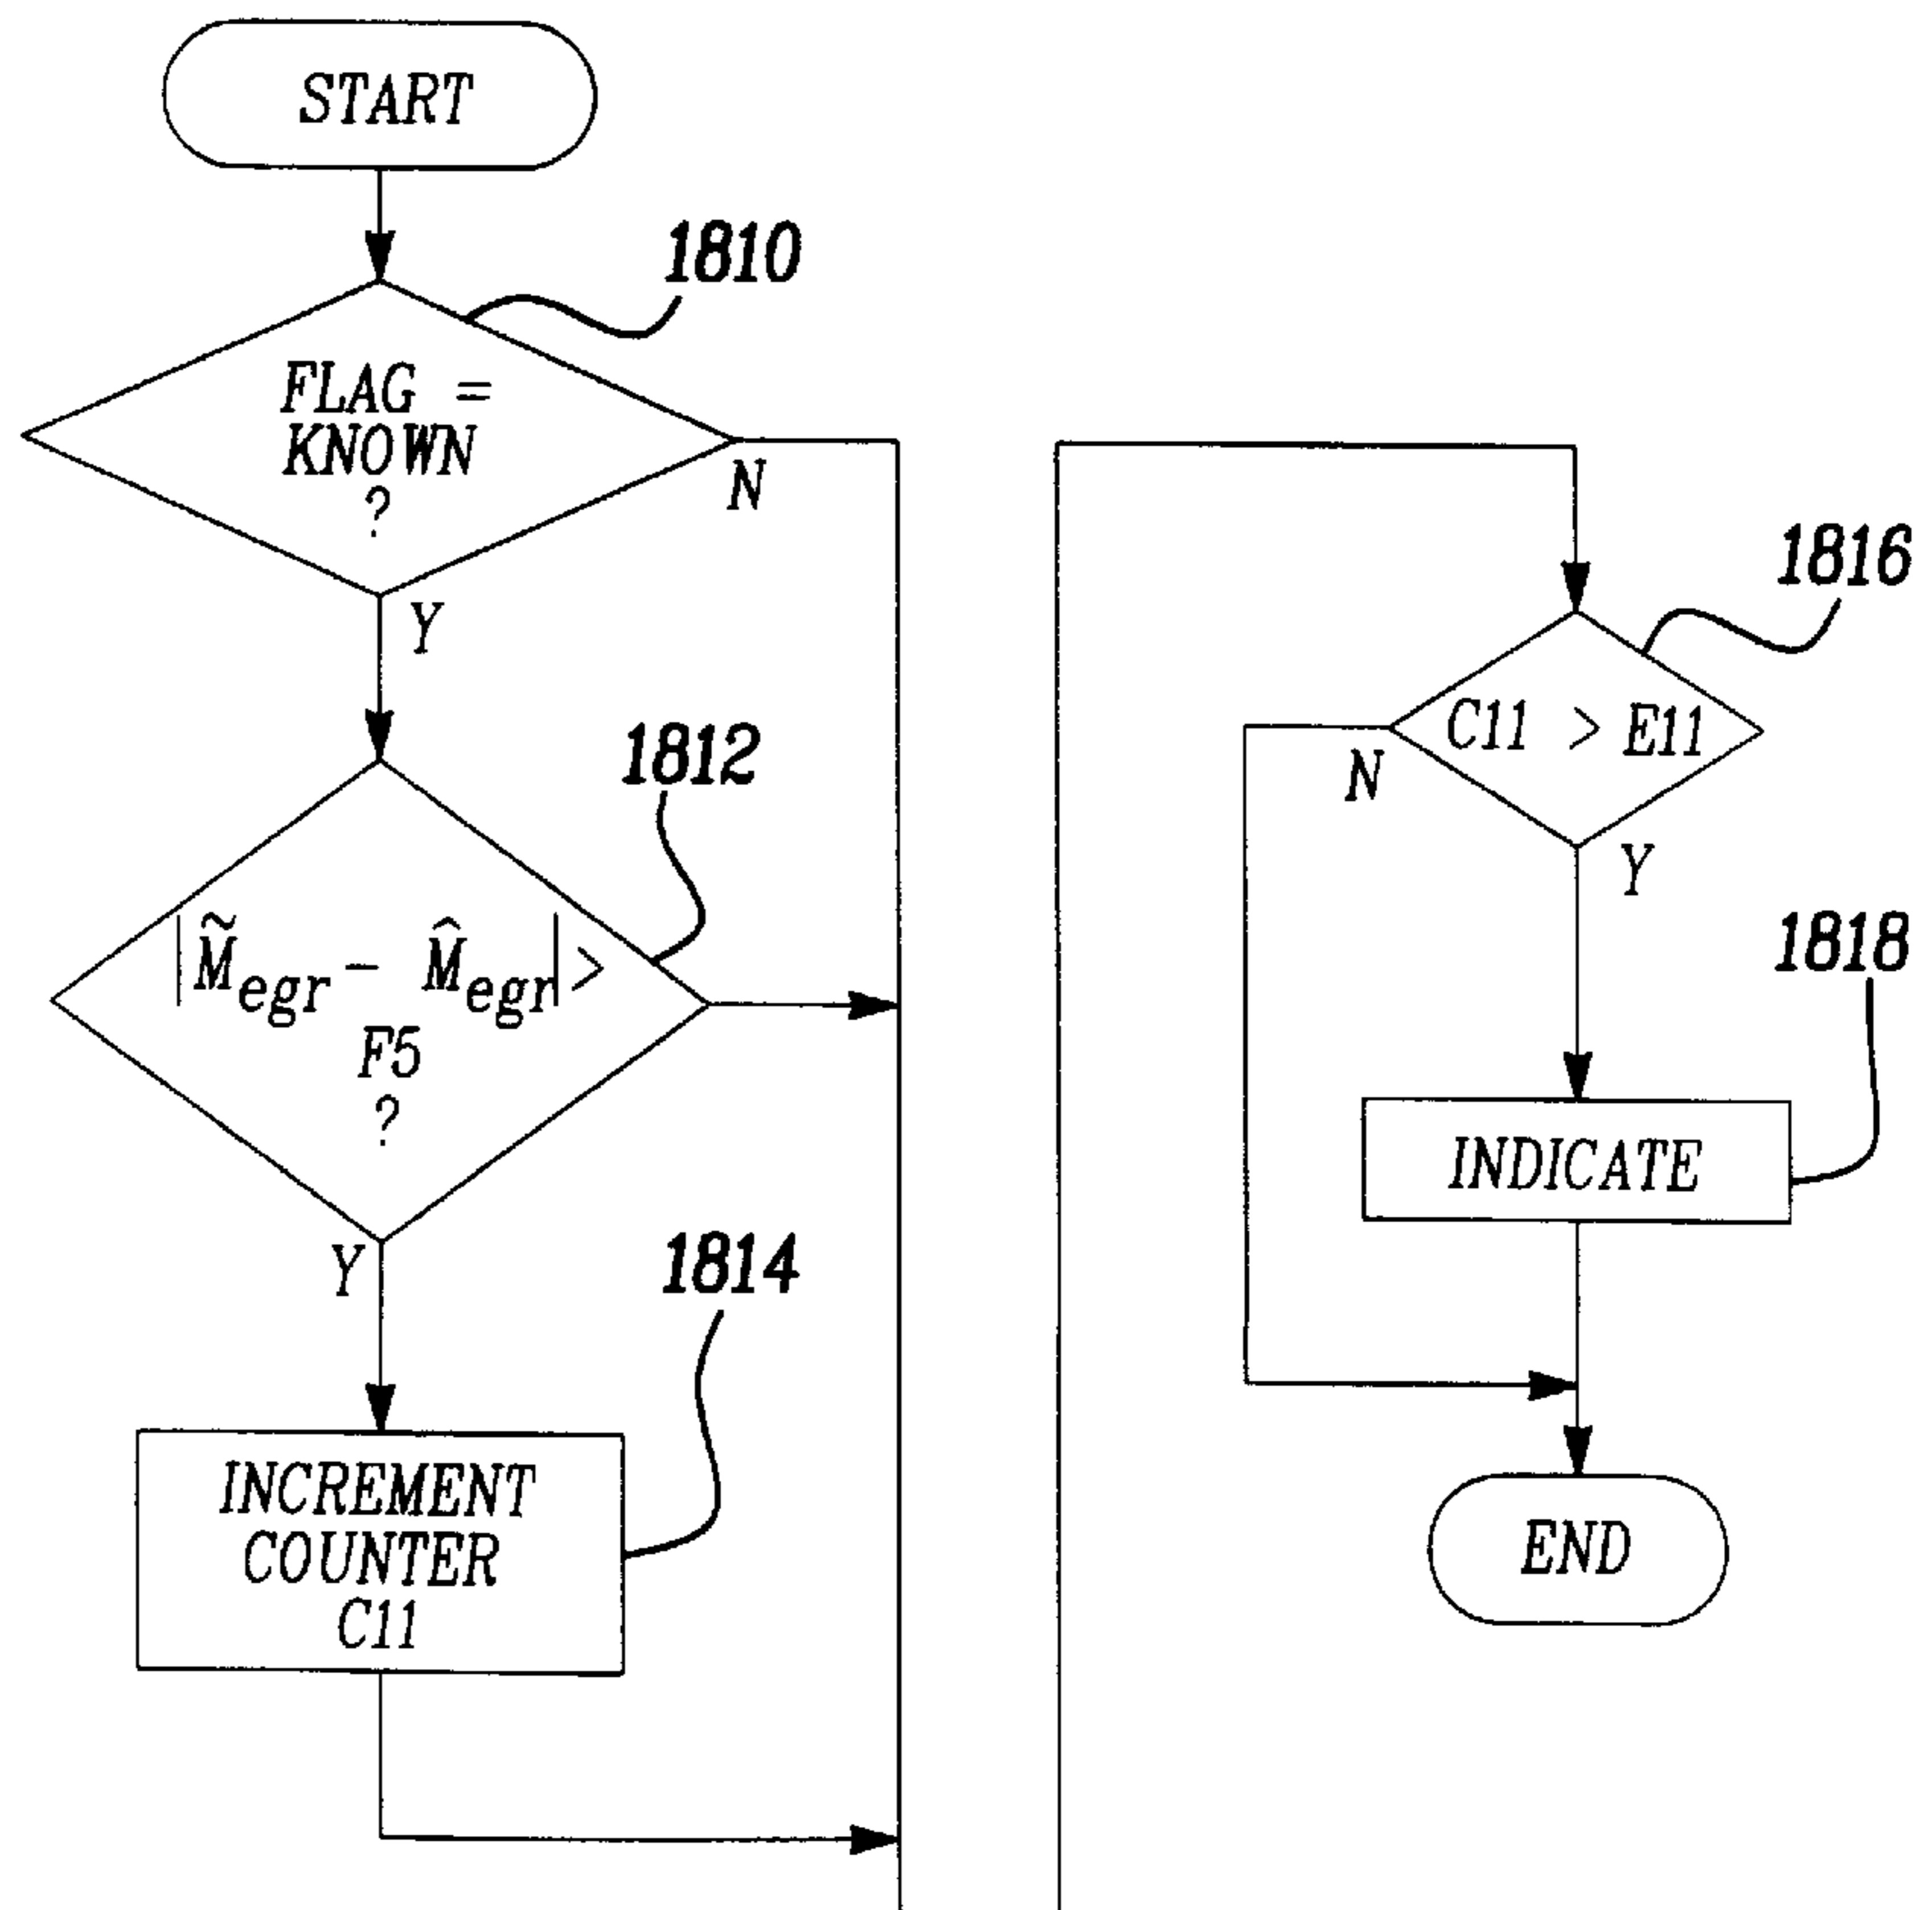 START
1810
FLAG =
KNOWN
?
N
Y
1812
|M̃egr - M̂egr| >
F5
?
Y
1814
INCREMENT
COUNTER
C11
1816
C11 > E11
N
Y
1818
INDICATE
END